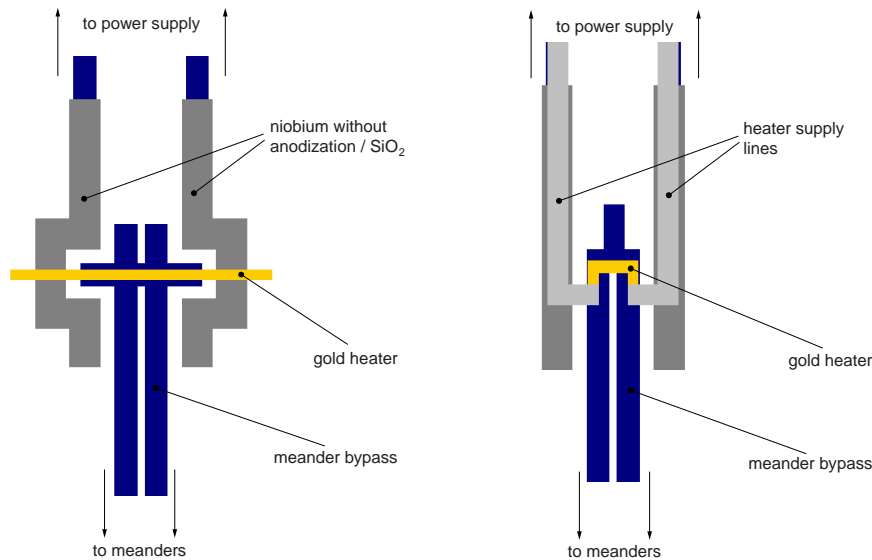 to power supply
niobium without
anodization / SiO₂
gold heater
meander bypass
to meanders
to power supply
heater supply
lines
gold heater
meander bypass
to meanders